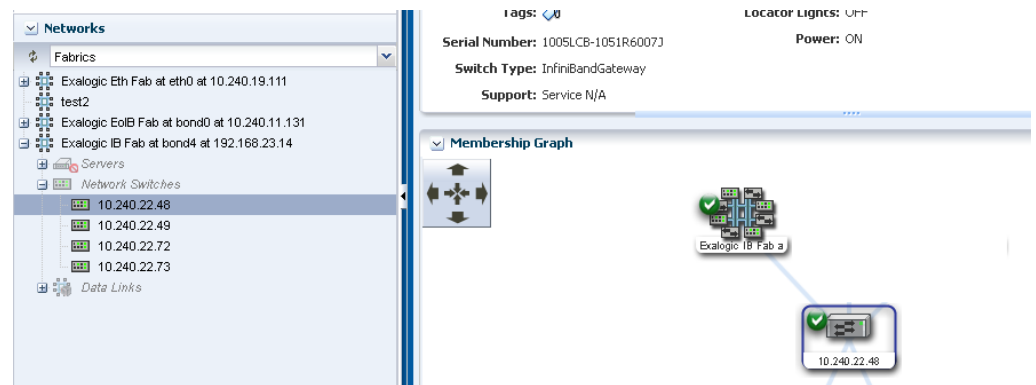 Networks
Fabrics
Exalogic Eth Fab at eth0 at 10.240.19.111
test2
Exalogic EoIB Fab at bond0 at 10.240.11.131
Exalogic IB Fab at bond4 at 192.168.23.14
Servers
Network Switches
10.240.22.48
10.240.22.49
10.240.22.72
10.240.22.73
Data Links
Tags:
Locator Lights: OFF
Serial Number: 1005LCB-1051R6007J
Power: ON
Switch Type: InfiniBandGateway
Support: Service N/A
Membership Graph
Exalogic IB Fab a
10.240.22.48